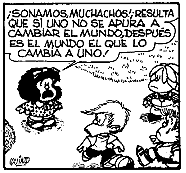 ¡SONAMOS, MUCHACHOS!; RESULTA
QUE SI UNO NO SE APURA A
CAMBIAR EL MUNDO, DESPUÉS
ES EL MUNDO EL QUE LO
CAMBIA A UNO!
QUINO